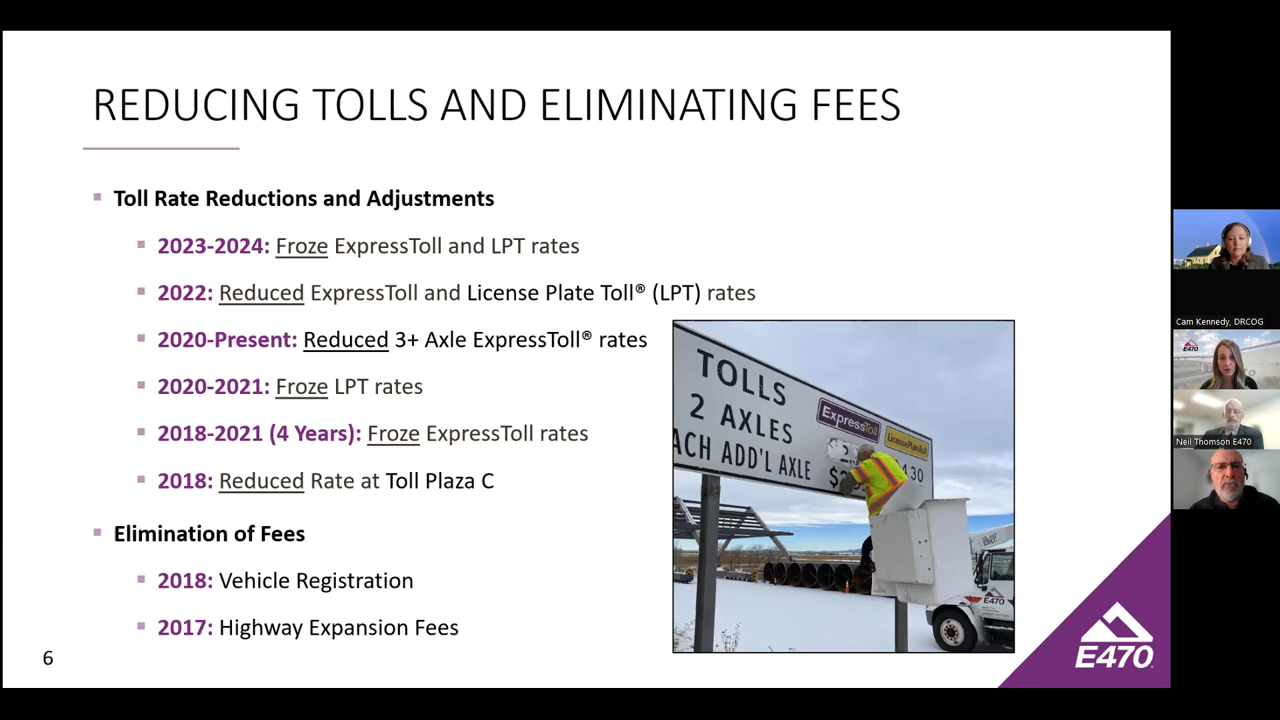 REDUCING TOLLS AND ELIMINATING FEES
Toll Rate Reductions and Adjustments
2023-2024: Froze ExpressToll and LPT rates
2022: Reduced ExpressToll and License Plate Toll® (LPT) rates
2020-Present: Reduced 3+ Axle ExpressToll® rates
2020-2021: Froze LPT rates
2018-2021 (4 Years): Froze ExpressToll rates
2018: Reduced Rate at Toll Plaza C
Elimination of Fees
2018: Vehicle Registration
2017: Highway Expansion Fees
6
TOLLS
2 AXLES
ACH ADD'L AXLE
ExpressToll
LicensePlateToll
E470
E470
Cam Kennedy, DRCOG
E470
Neil Thomson E470